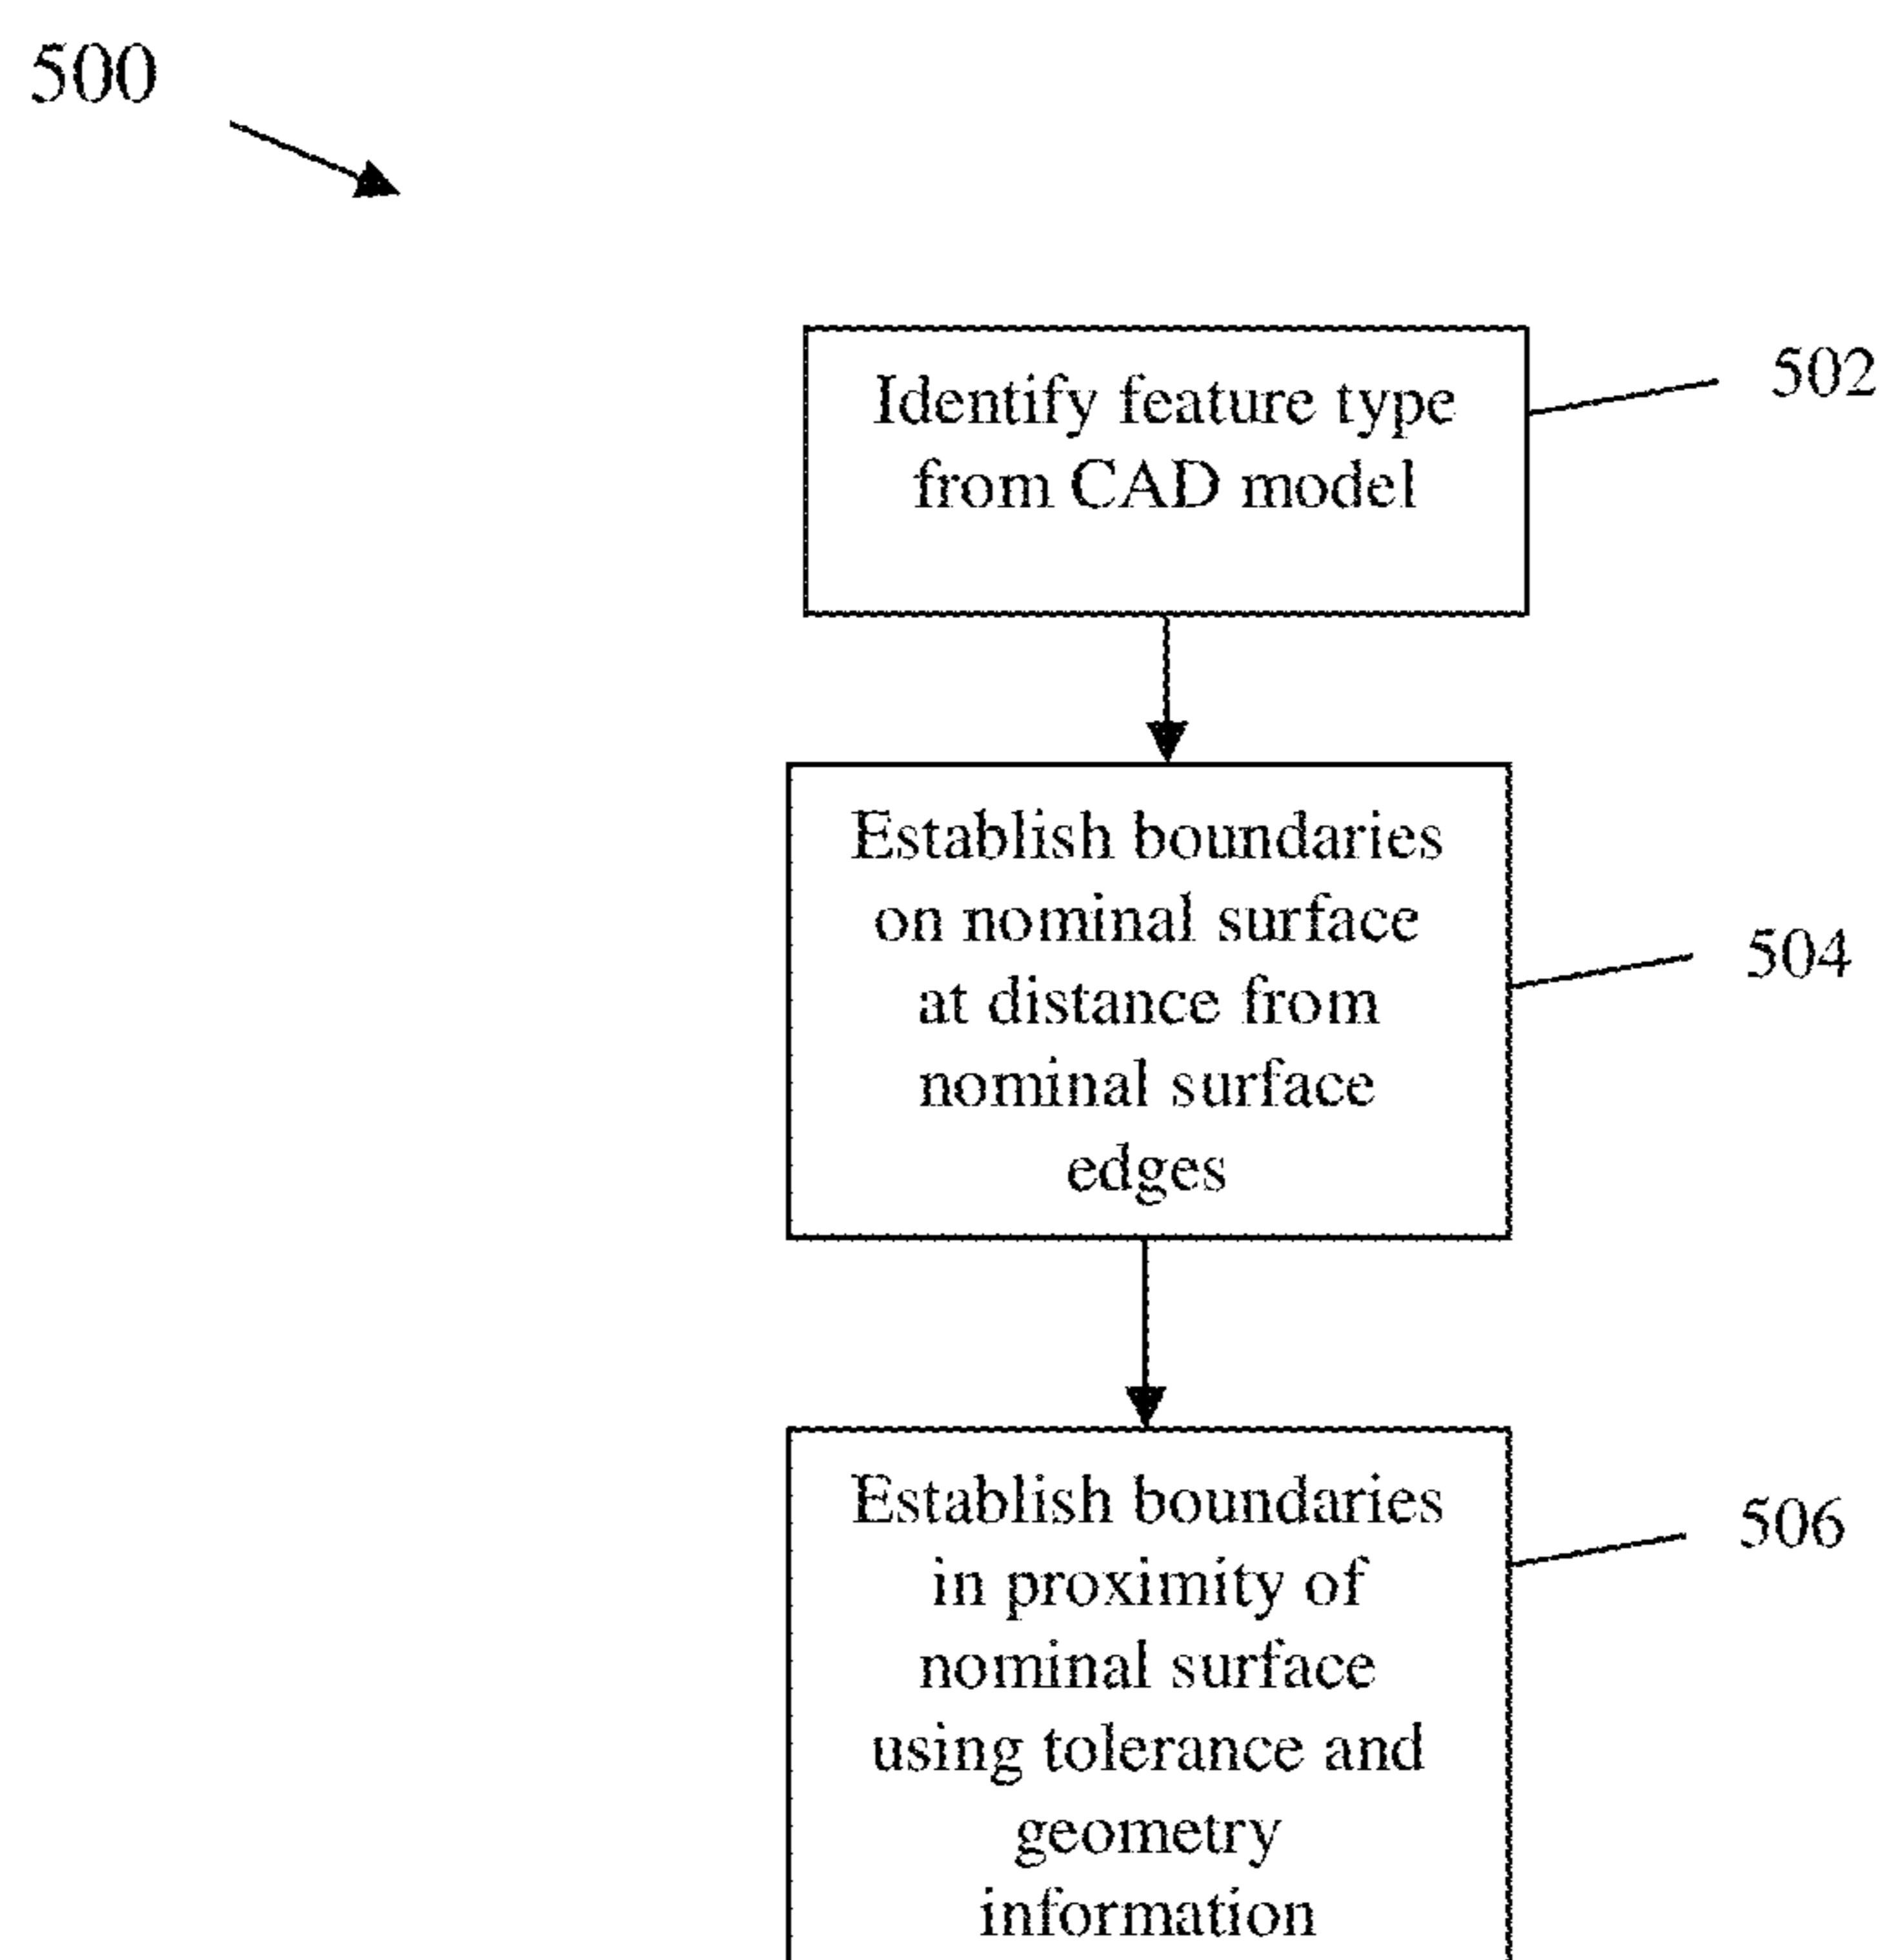 500
Identify feature type
from CAD model
502
Establish boundaries
on nominal surface
at distance from
nominal surface
edges
504
Establish boundaries
in proximity of
nominal surface
using tolerance and
geometry
information
506